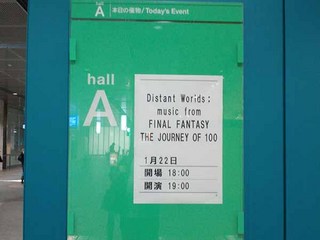 A 本日の催物/Today's Event
hall
A
Distant Worlds:
music from
FINAL FANTASY
THE JOURNEY OF 100
1月22日
開場 18:00
開演 19:00